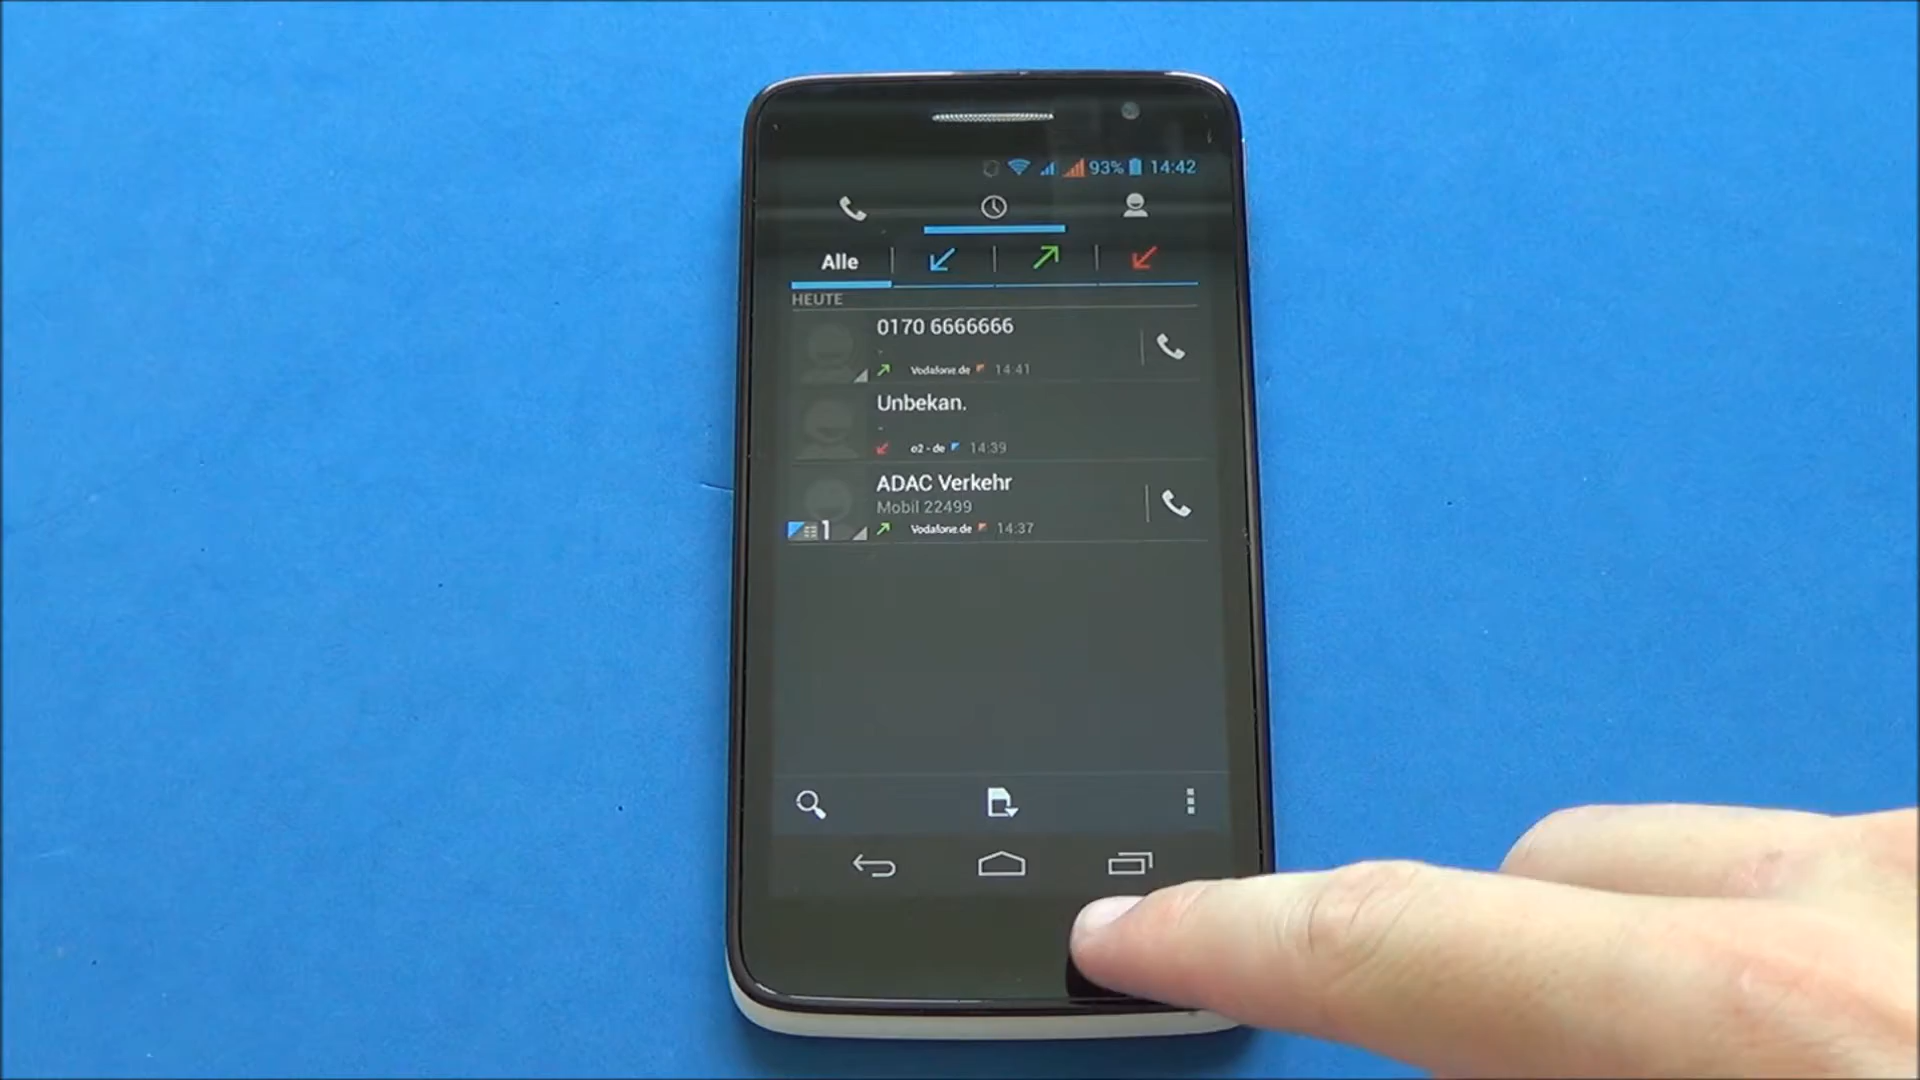 93% 14:42
Alle
HEUTE
0170 6666666
-
Vodafone.de 14:41
Unbekan.
-
o2 - de 14:39
ADAC Verkehr
Mobil 22499
1 Vodafone.de 14:37